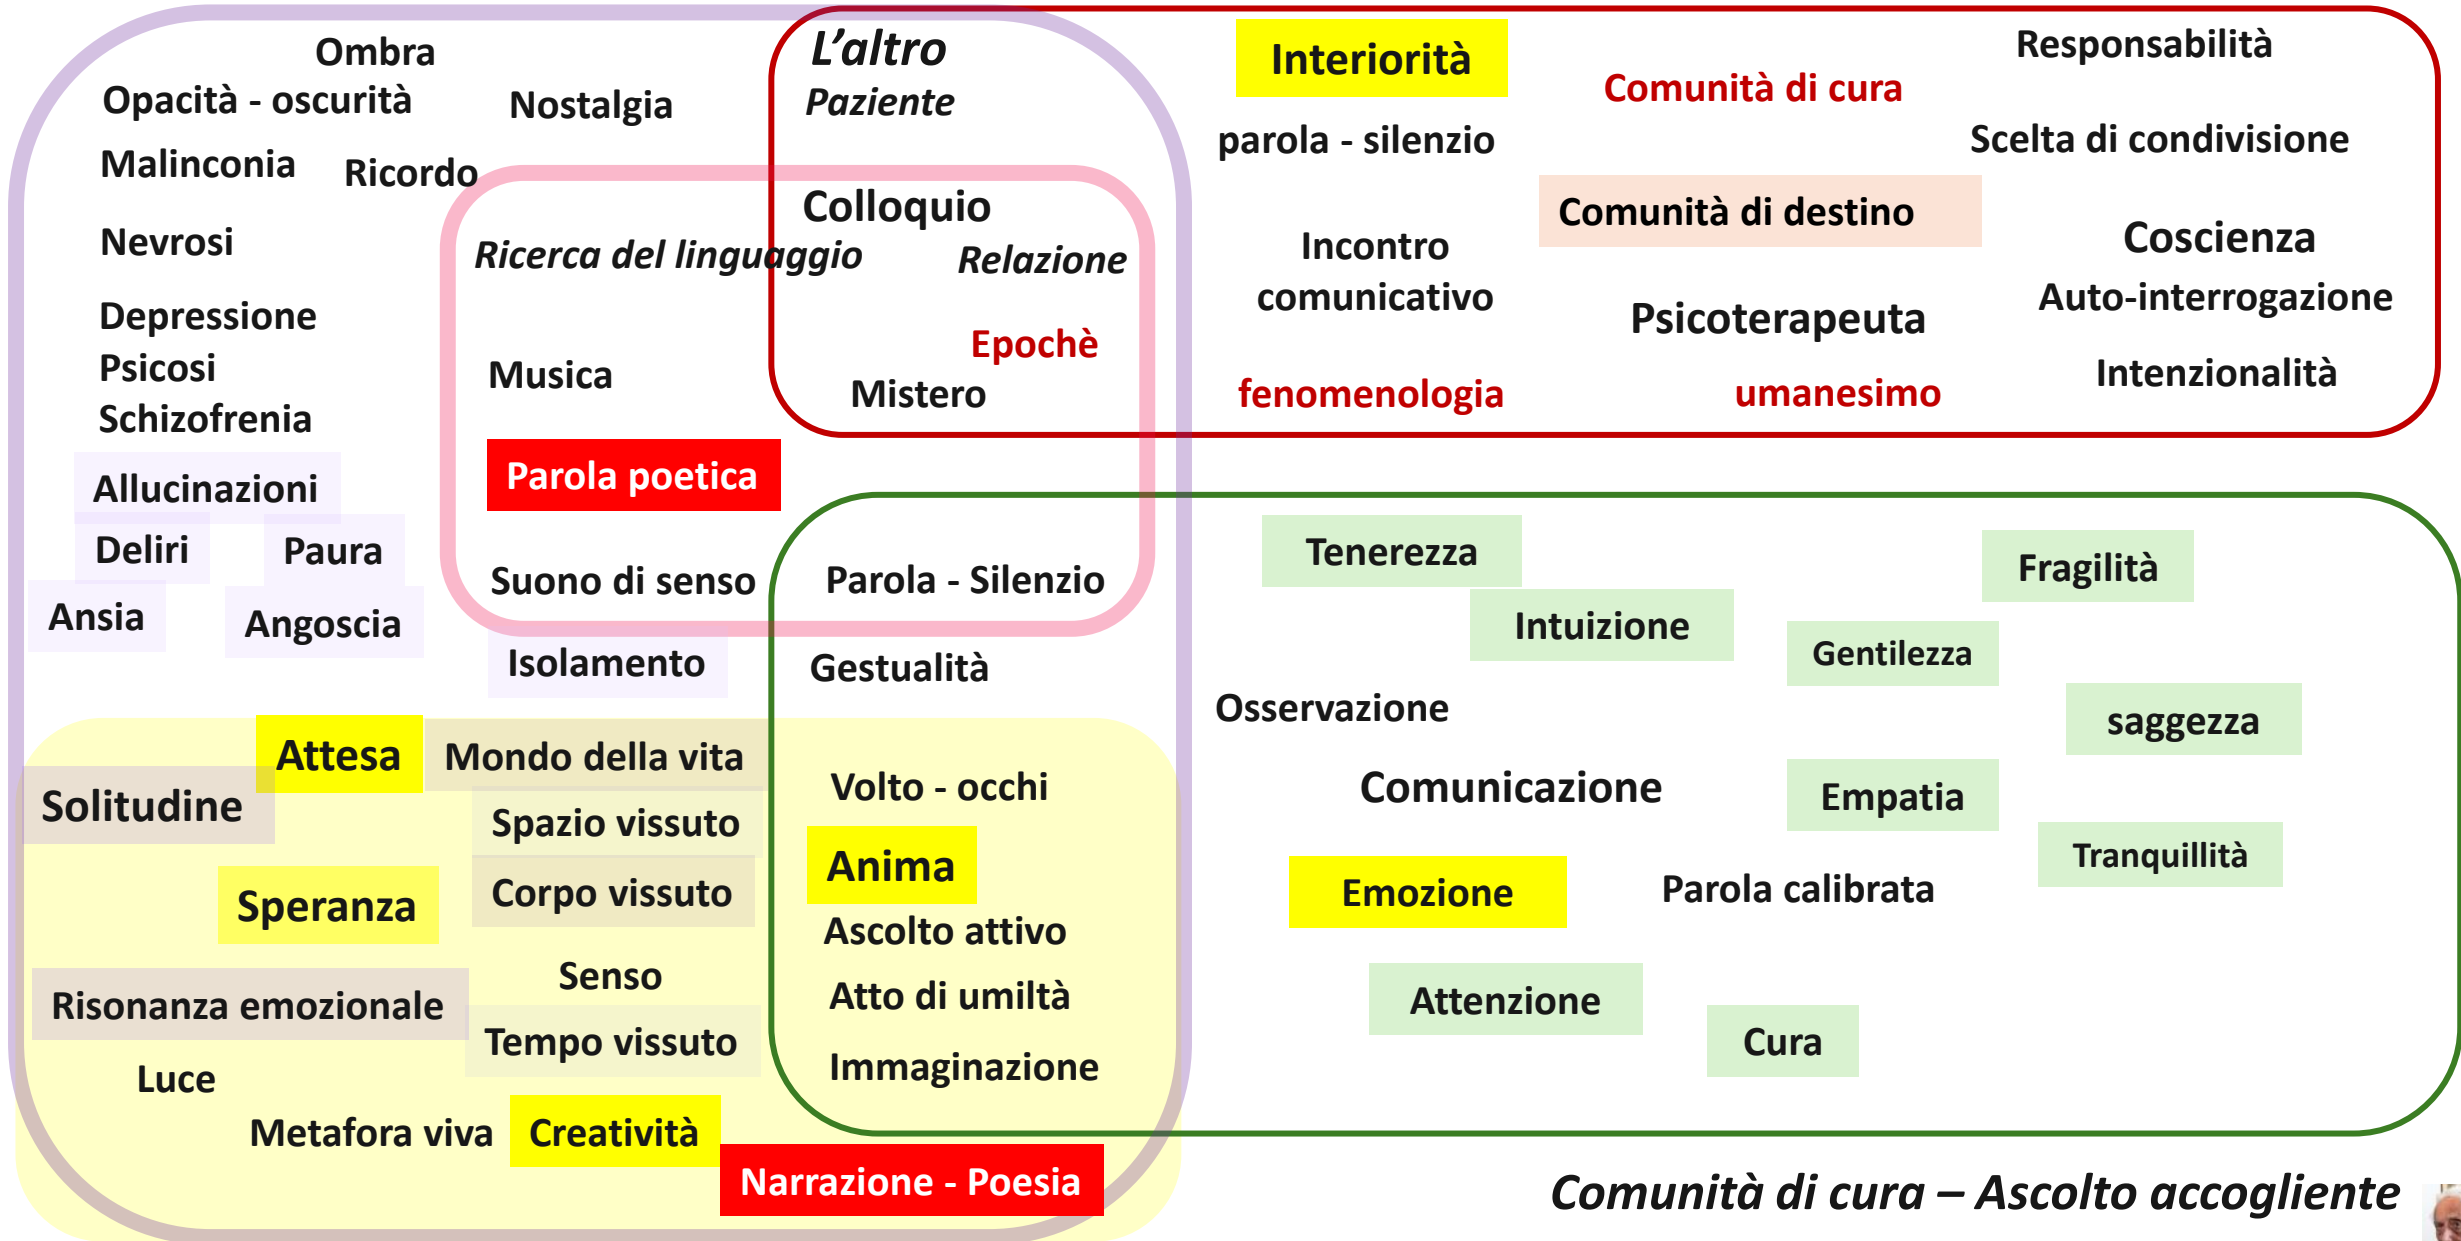 Ombra
Opacità - oscurità
Nostalgia
Malinconia
Ricordo
Nevrosi
Depressione
Psicosi
Schizofrenia
Allucinazioni
Deliri
Paura
Ansia
Angoscia
Isolamento
L'altro
Paziente
Colloquio
Ricerca del linguaggio
Relazione
Epochè
Musica
Mistero
Parola poetica
Suono di senso
Parola - Silenzio
Gestualità
Interiorità
parola - silenzio
Comunità di cura
Responsabilità
Scelta di condivisione
Comunità di destino
Incontro
comunicativo
Coscienza
Auto-interrogazione
Psicoterapeuta
Intenzionalità
fenomenologia
umanesimo
Tenerezza
Fragilità
Intuizione
Gentilezza
Osservazione
saggezza
Comunicazione
Empatia
Tranquillità
Emozione
Parola calibrata
Attenzione
Cura
Attesa
Mondo della vita
Solitudine
Spazio vissuto
Speranza
Corpo vissuto
Senso
Risonanza emozionale
Tempo vissuto
Luce
Metafora viva
Creatività
Volto - occhi
Anima
Ascolto attivo
Atto di umiltà
Immaginazione
Narrazione - Poesia
Comunità di cura – Ascolto accogliente